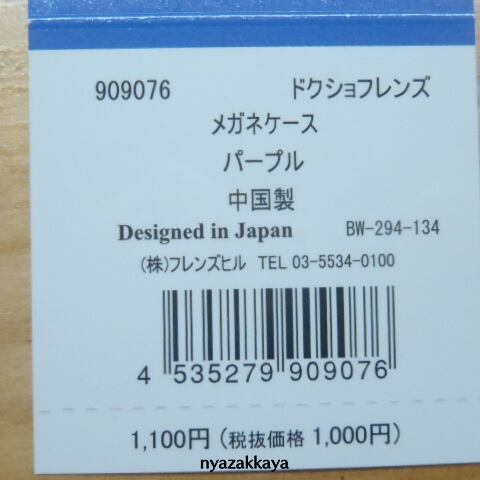 909076 ドクショフレンズ
メガネケース
パープル
中国製
Designed in Japan BW-294-134
(株)フレンズヒル TEL 03-5534-0100
4 535279 909076
1,100円 (税抜価格 1,000円)
nyazakkaya